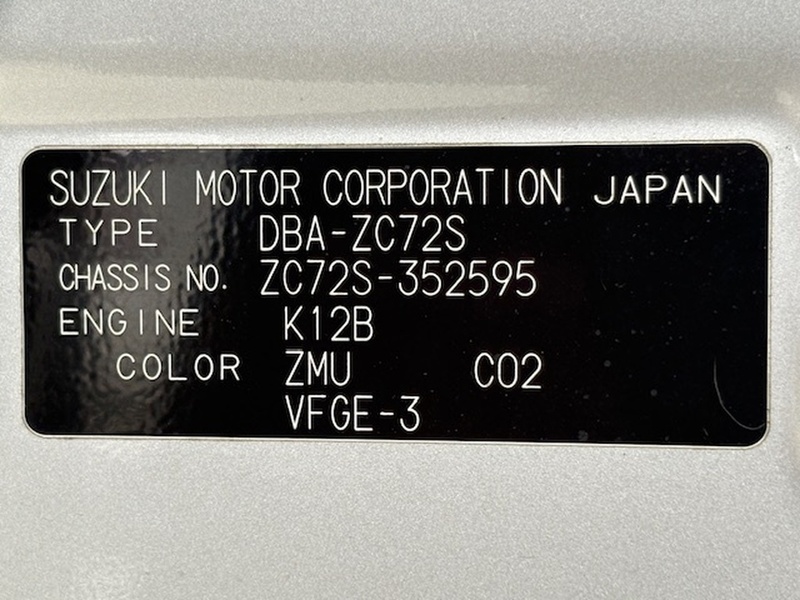 SUZUKI MOTOR CORPORATION JAPAN
TYPE DBA-ZC72S
CHASSIS NO. ZC72S-352595
ENGINE K12B
COLOR ZMU C02
VFGE-3